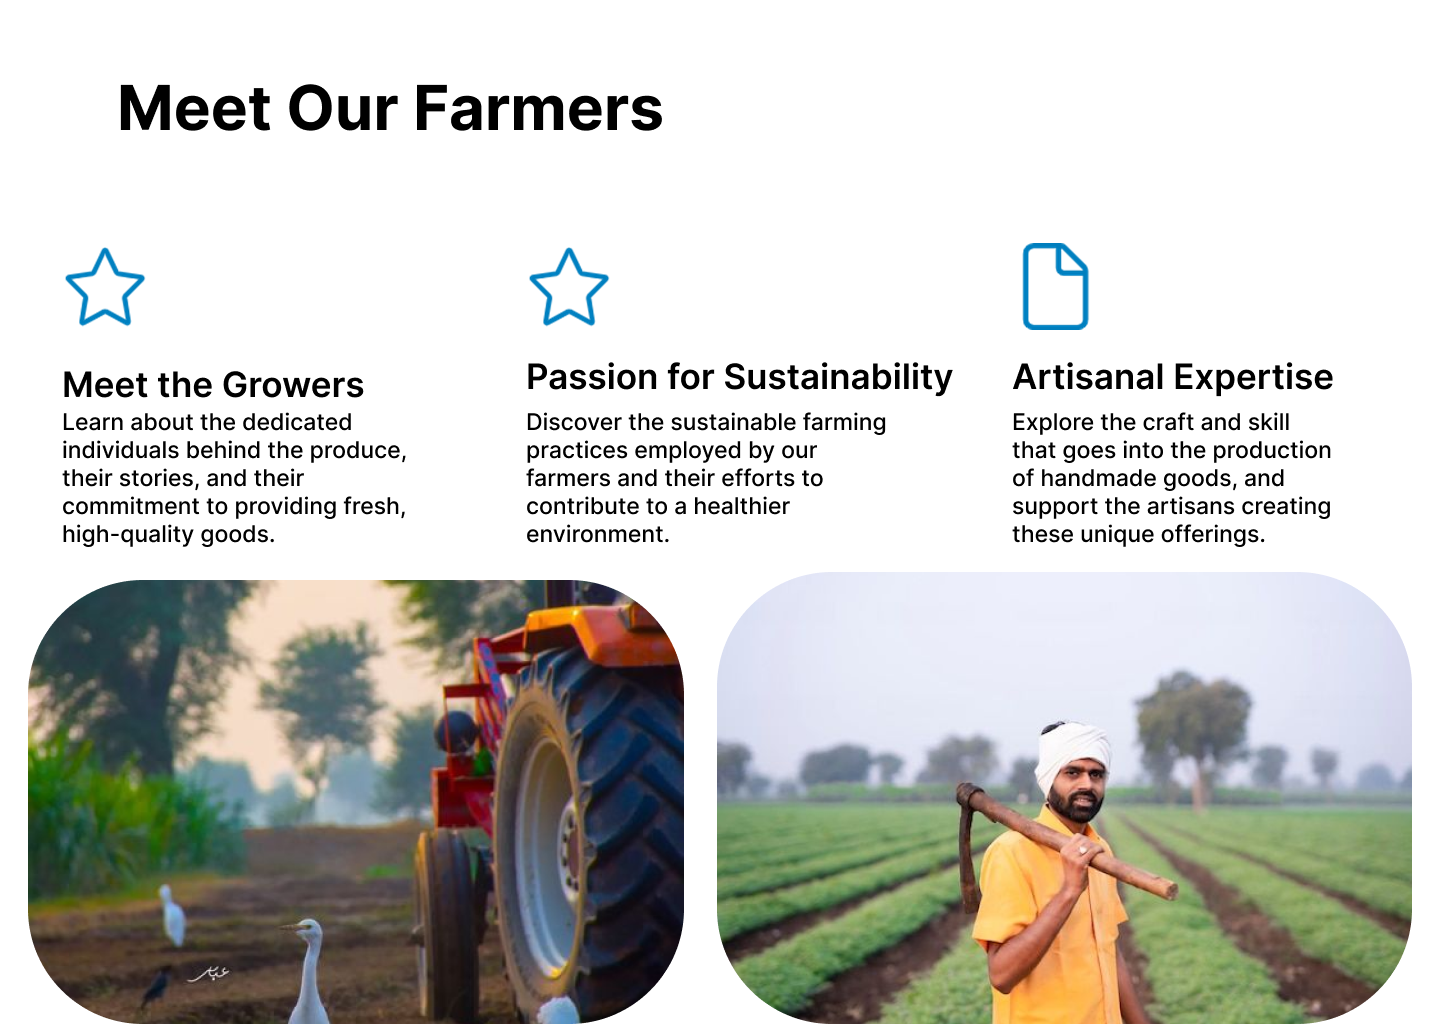 Meet Our Farmers
Meet the Growers
Learn about the dedicated
individuals behind the produce,
their stories, and their
commitment to providing fresh,
high-quality goods.
Passion for Sustainability
Discover the sustainable farming
practices employed by our
farmers and their efforts to
contribute to a healthier
environment.
Artisanal Expertise
Explore the craft and skill
that goes into the production
of handmade goods, and
support the artisans creating
these unique offerings.